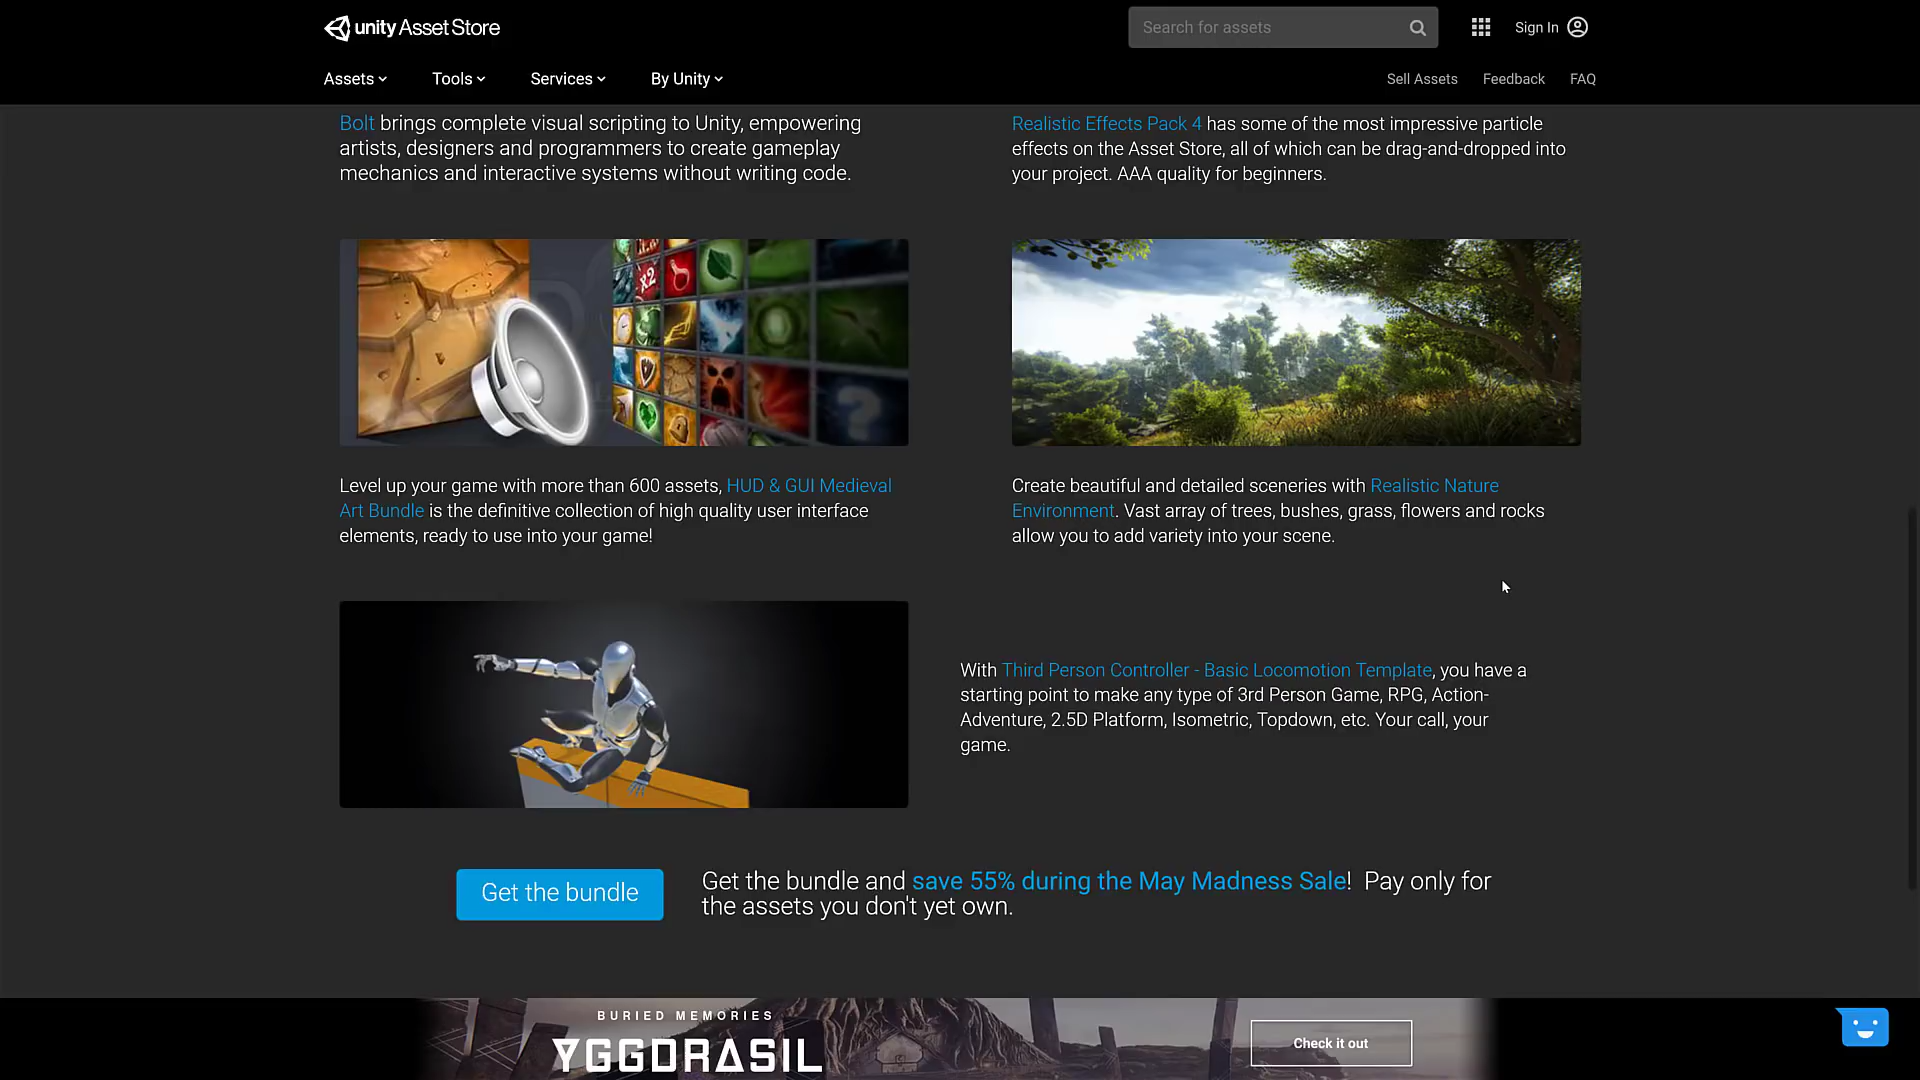 unity Asset Store
Search for assets
Sign In
Assets
Tools
Services
By Unity
Sell Assets
Feedback
FAQ
Bolt brings complete visual scripting to Unity, empowering
artists, designers and programmers to create gameplay
mechanics and interactive systems without writing code.
Realistic Effects Pack 4 has some of the most impressive particle
effects on the Asset Store, all of which can be drag-and-dropped into
your project. AAA quality for beginners.
x2
?
Level up your game with more than 600 assets, HUD & GUI Medieval
Art Bundle is the definitive collection of high quality user interface
elements, ready to use into your game!
Create beautiful and detailed sceneries with Realistic Nature
Environment. Vast array of trees, bushes, grass, flowers and rocks
allow you to add variety into your scene.
With Third Person Controller - Basic Locomotion Template, you have a
starting point to make any type of 3rd Person Game, RPG, Action-
Adventure, 2.5D Platform, Isometric, Topdown, etc. Your call, your
game.
Get the bundle
Get the bundle and save 55% during the May Madness Sale! Pay only for
the assets you don't yet own.
BURIED MEMORIES
YGGDRASIL
Check it out